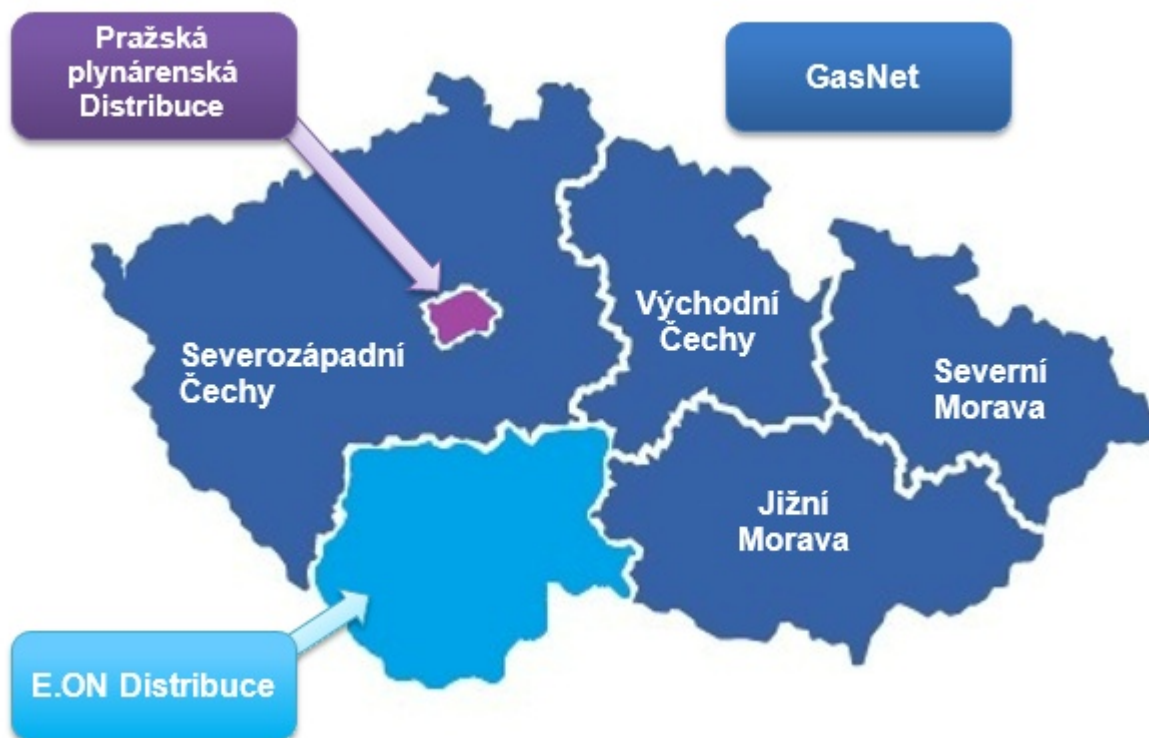 Pražská
plynárenská
Distribuce
GasNet
Východní
Čechy
Severozápadní
Čechy
Severní
Morava
Jižní
Morava
E.ON Distribuce